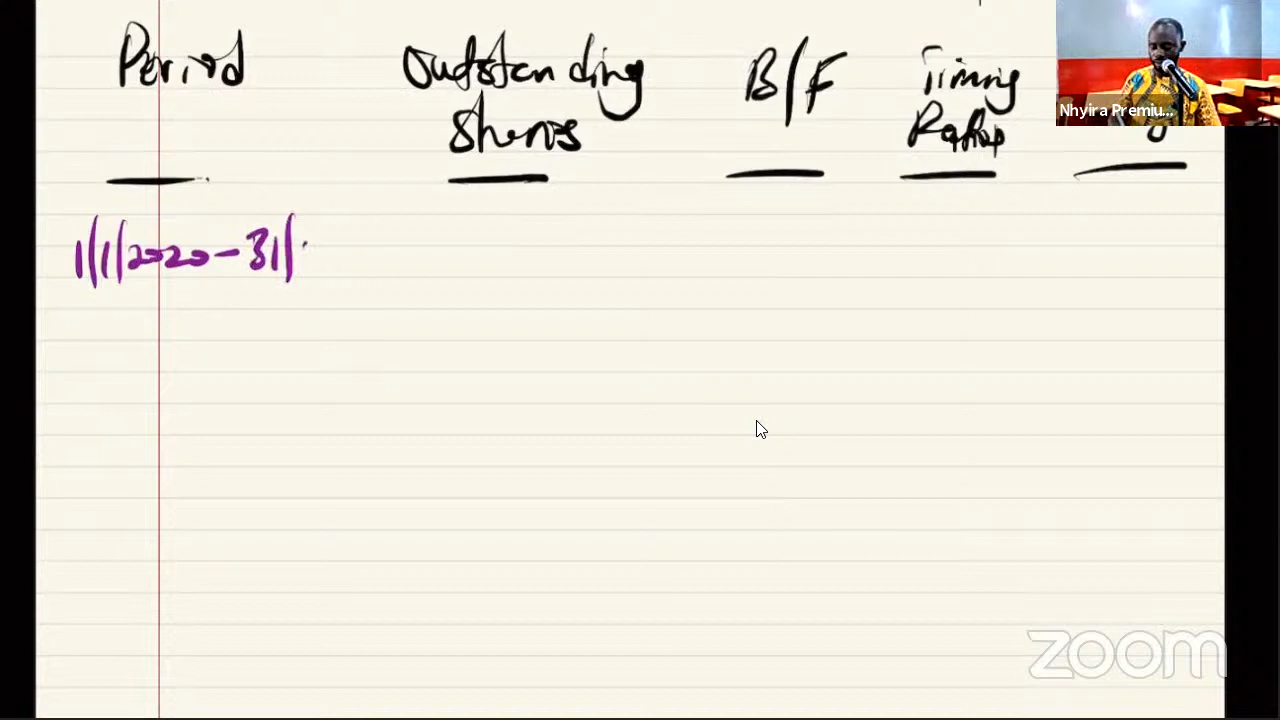 Period Outstanding B/F Timing
Shares Ratio
1/1/2020-31/
Nhyira Premiu...
zoom